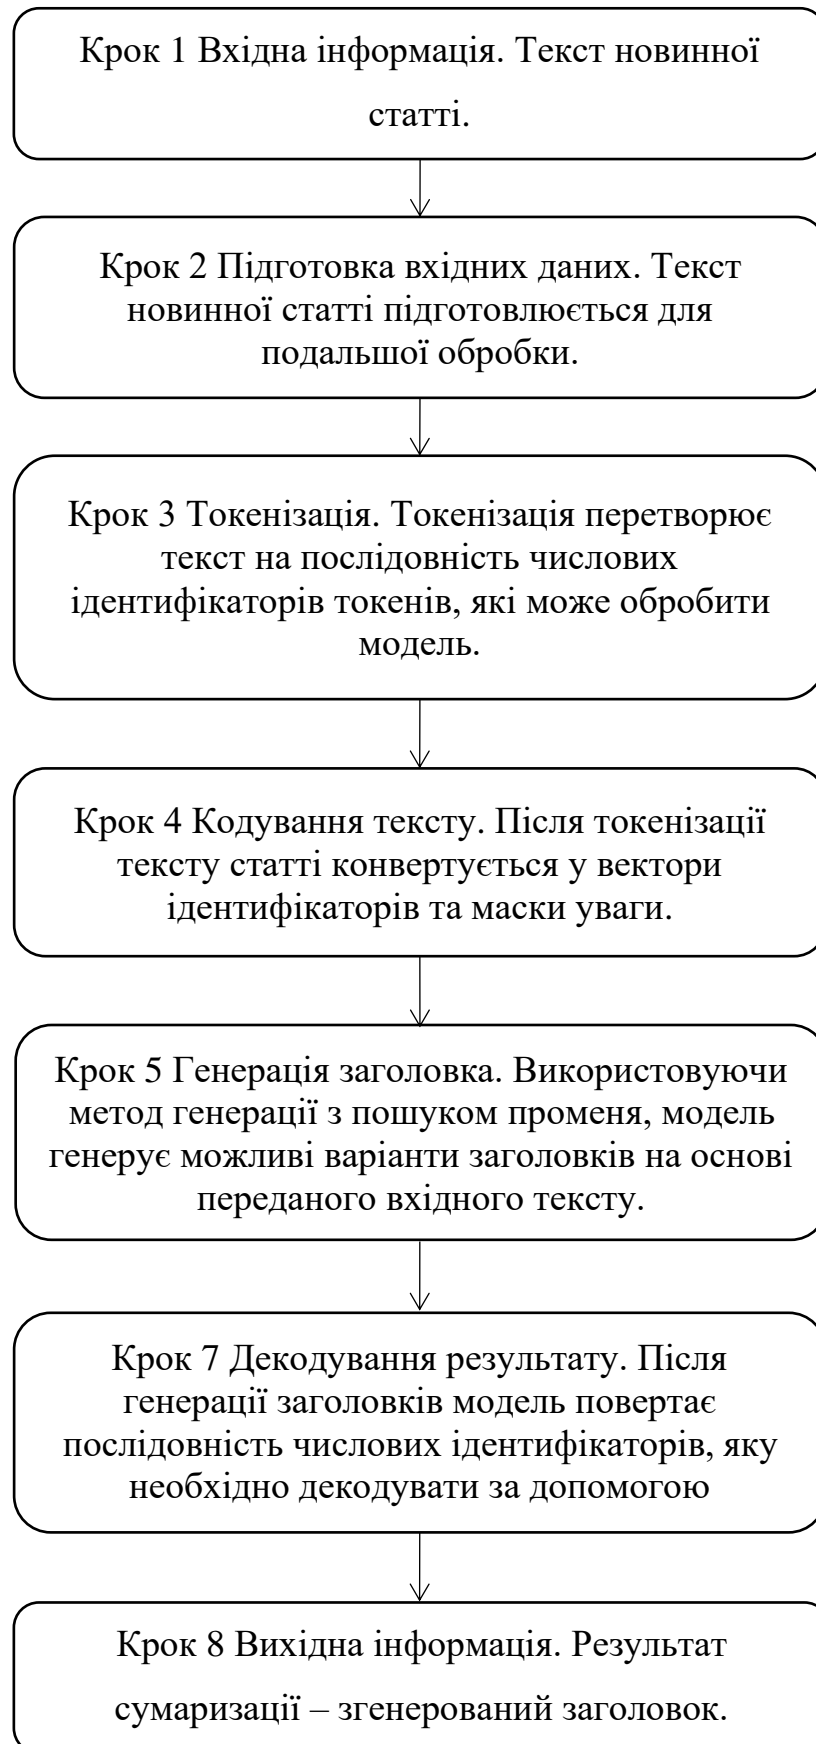 Крок 1 Вхідна інформація. Текст новинної
статті.
Крок 2 Підготовка вхідних даних. Текст
новинної статті підготовлюється для
подальшої обробки.
Крок 3 Токенізація. Токенізація перетворює
текст на послідовність числових
ідентифікаторів токенів, які може обробити
модель.
Крок 4 Кодування тексту. Після токенізації
тексту статті конвертується у вектори
ідентифікаторів та маски уваги.
Крок 5 Генерація заголовка. Використовуючи
метод генерації з пошуком променя, модель
генерує можливі варіанти заголовків на основі
переданого вхідного тексту.
Крок 7 Декодування результату. Після
генерації заголовків модель повертає
послідовність числових ідентифікаторів, яку
необхідно декодувати за допомогою
Крок 8 Вихідна інформація. Результат
сумаризації – згенерований заголовок.